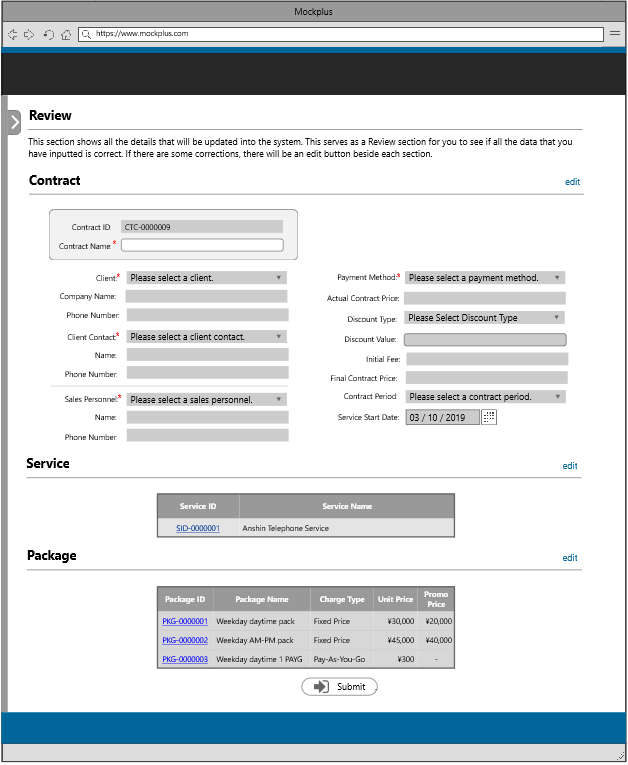 Mockplus
https://www.mockplus.com
Review
This section shows all the details that will be updated into the system. This serves as a Review section for you to see if all the data that you
have inputted is correct. If there are some corrections, there will be an edit button beside each section.
Contract
edit
Contract ID: CTC-0000009
Contract Name:*
Client:* Please select a client.
Company Name:
Phone Number:
Client Contact:* Please select a client contact.
Name:
Phone Number:
Sales Personnel:* Please select a sales personnel.
Name:
Phone Number:
Payment Method:* Please select a payment method.
Actual Contract Price:
Discount Type: Please Select Discount Type
Discount Value:
Initial Fee:
Final Contract Price:
Contract Period: Please select a contract period.
Service Start Date: 03 / 10 / 2019
Service
edit
Service ID Service Name
SID-0000001 Anshin Telephone Service
Package
edit
Package ID Package Name Charge Type Unit Price Promo Price
PKG-0000001 Weekday daytime pack Fixed Price ¥30,000 ¥20,000
PKG-0000002 Weekday AM-PM pack Fixed Price ¥45,000 ¥40,000
PKG-0000003 Weekday daytime 1 PAYG Pay-As-You-Go ¥300 -
Submit